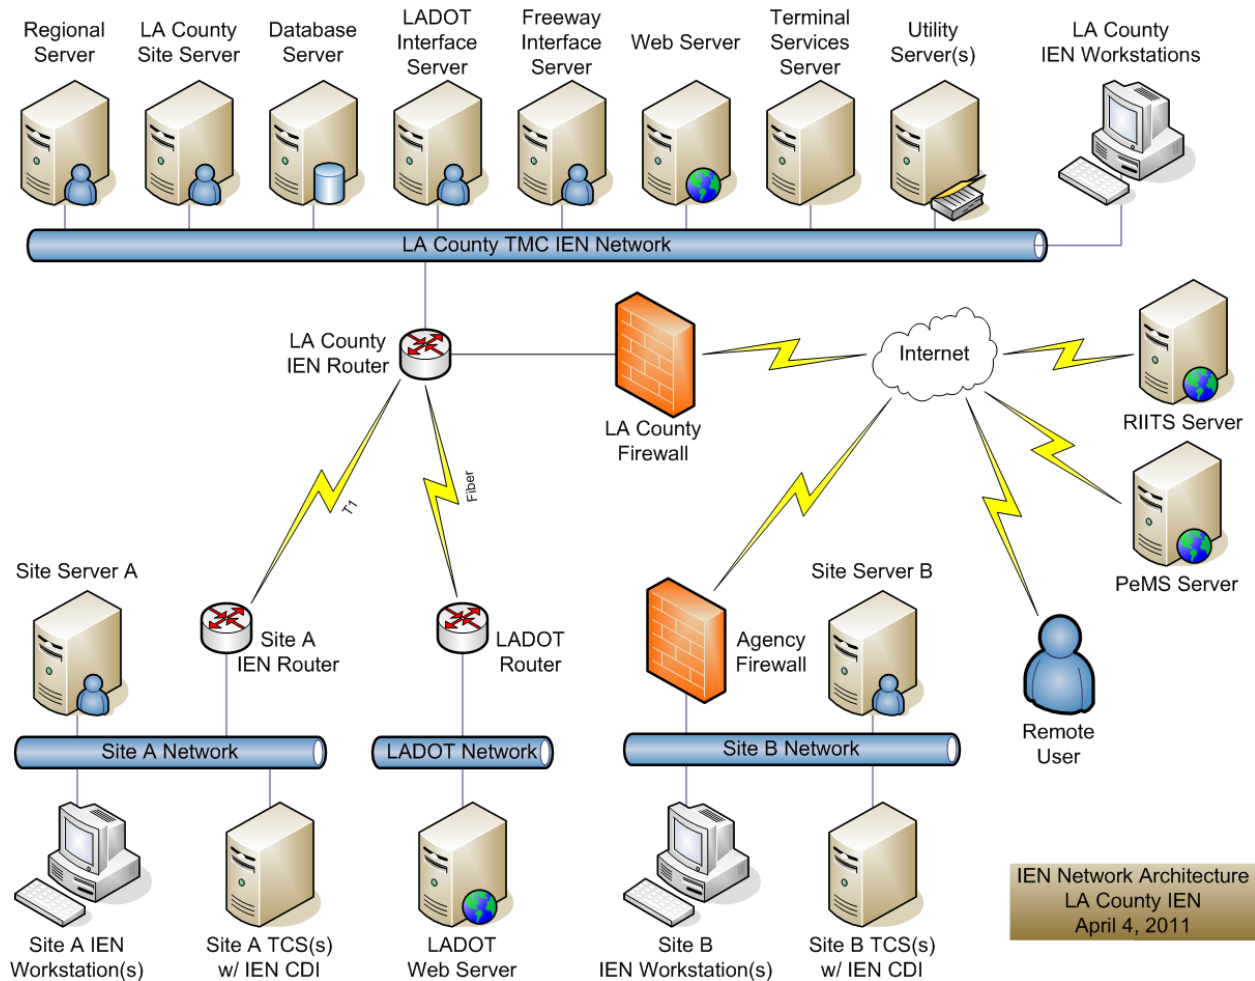 Regional
Server
LA County
Site Server
Database
Server
LADOT
Interface
Server
Freeway
Interface
Server
Web Server
Terminal
Services
Server
Utility
Server(s)
LA County
IEN Workstations
LA County TMC IEN Network
LA County
IEN Router
LA County
Firewall
Internet
RIITS Server
PeMS Server
T1
Fiber
Site Server A
Site A
IEN Router
LADOT
Router
Agency
Firewall
Site Server B
Remote
User
Site A Network
LADOT Network
Site B Network
Site A IEN
Workstation(s)
Site A TCS(s)
w/ IEN CDI
LADOT
Web Server
Site B
IEN Workstation(s)
Site B TCS(s)
w/ IEN CDI
IEN Network Architecture
LA County IEN
April 4, 2011